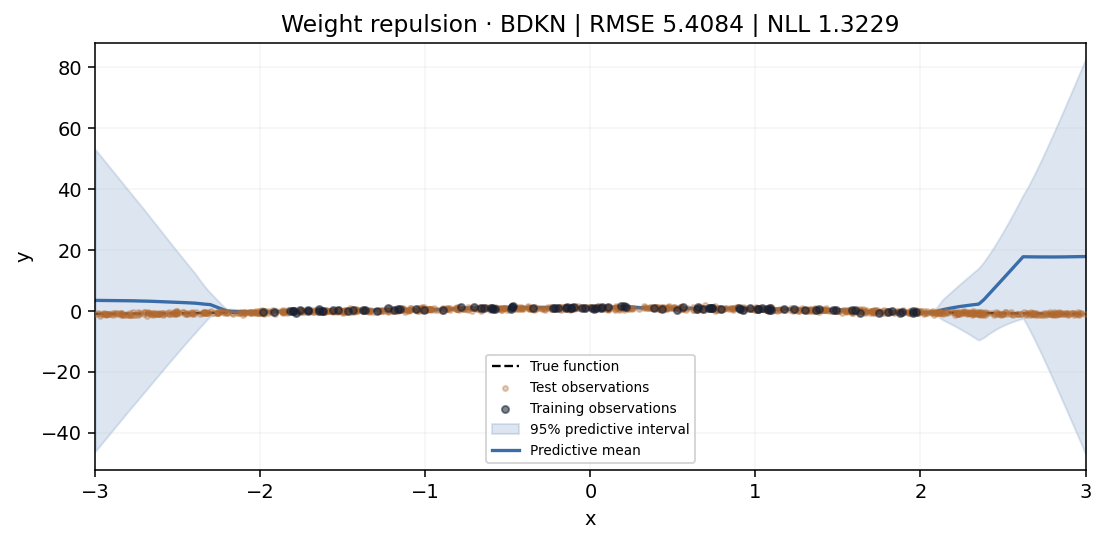 Weight repulsion · BDKN | RMSE 5.4084 | NLL 1.3229
80
60
40
20
0
−20
−40
y
True function
Test observations
Training observations
95% predictive interval
Predictive mean
−3
−2
−1
0
1
2
3
x